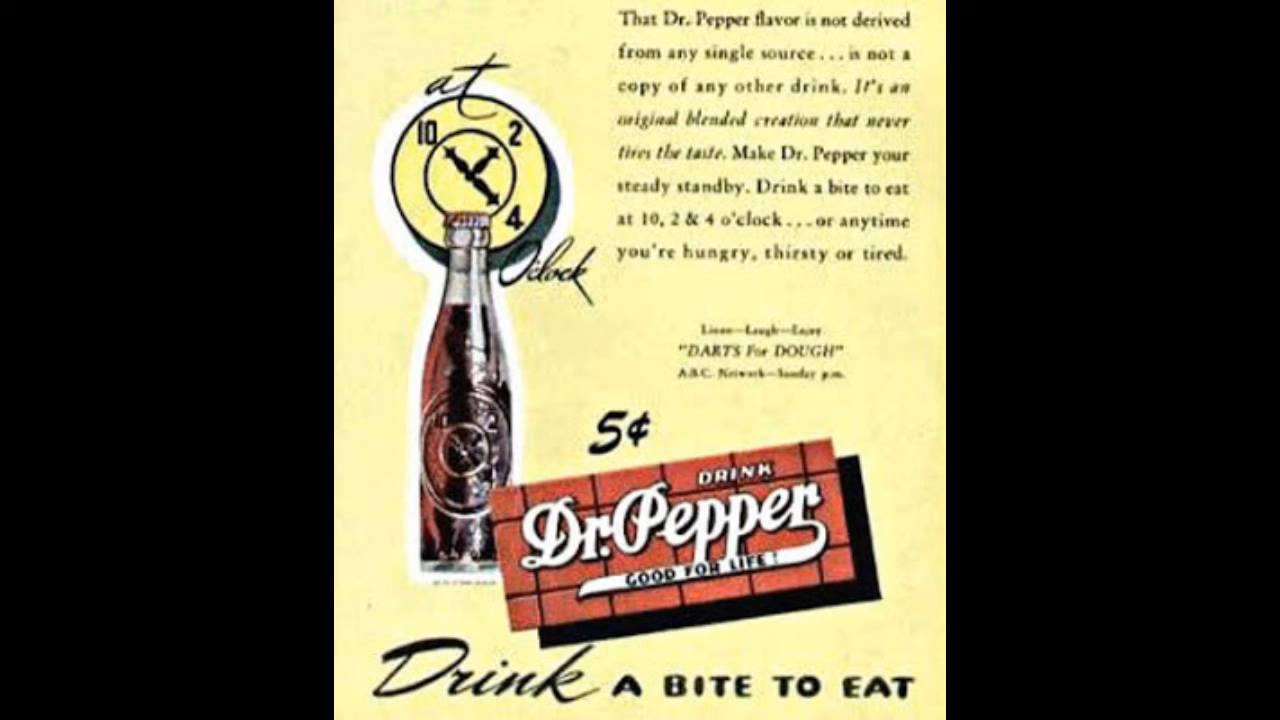 That Dr. Pepper flavor is not derived
from any single source...is not a
copy of any other drink. It's an
original blended creation that never
tires the taste. Make Dr. Pepper your
steady standby. Drink a bite to eat
at 10, 2 & 4 o'clock...or anytime
you're hungry, thirsty or tired.
at
10 2
4
O'clock
Listen—Laugh—Enjoy
"DARTS For DOUGH"
A.B.C. Network—Sunday p.m.
10 2
4
5¢
DRINK
Dr.Pepper
GOOD FOR LIFE!
Drink A BITE TO EAT